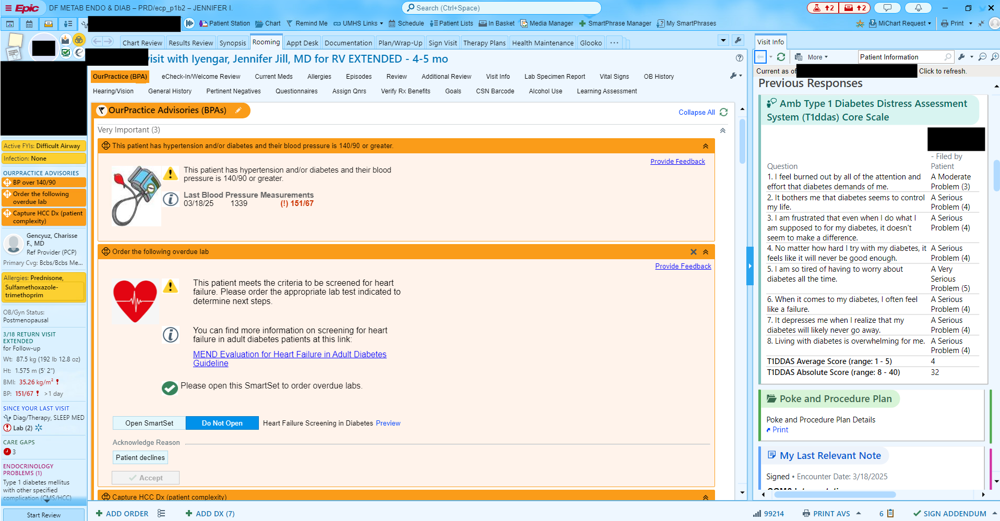 Epic
DF METAB ENDO & DIAB – PRD/ecp_p1b2 – JENNIFER I.
Search (Ctrl+Space)
2
2
Patient Station
Chart
Remind Me
UMHS Links
Schedule
Patient Lists
In Basket
Media Manager
SmartPhrase Manager
My SmartPhrases
MiChart Request
Print
Chart Review
Results Review
Synopsis
Rooming
Appt Desk
Documentation
Plan/Wrap-Up
Sign Visit
Therapy Plans
Health Maintenance
Glooko
isit with Iyengar, Jennifer Jill, MD for RV EXTENDED - 4-5 mo
OurPractice (BPA)
eCheck-In/Welcome Review
Current Meds
Allergies
Episodes
Review
Additional Review
Visit Info
Lab Specimen Report
Vital Signs
OB History
Hearing/Vision
General History
Pertinent Negatives
Questionnaires
Assign Qnrs
Verify Rx Benefits
Goals
CSN Barcode
Alcohol Use
Learning Assessment
Active FYIs: Difficult Airway
Infection: None
OURPRACTICE ADVISORIES
BP over 140/90
Order the following
overdue lab
Capture HCC Dx (patient
complexity)
Gencyuz, Charisse
F., MD
Ref Provider (PCP)
Primary Cvg: Bcbs/Bcbs Me...
Allergies: Prednisone,
Sulfamethoxazole-
trimethoprim
OB/Gyn Status:
Postmenopausal
3/18 RETURN VISIT
EXTENDED
for Follow-up
Wt: 87.5 kg (192 lb 12.8 oz)
Ht: 1.575 m (5' 2")
BMI: 35.26 kg/m² !
BP: 151/67 ! >1 day
SINCE YOUR LAST VISIT
Diag/Therapy, SLEEP MED
Lab (2)
CARE GAPS
3
ENDOCRINOLOGY
PROBLEMS (1)
Type 1 diabetes mellitus
with other specified
complication (CMS/HCC)
Start Review
OurPractice Advisories (BPAs)
Collapse All
Very Important (3)
This patient has hypertension and/or diabetes and their blood pressure is 140/90 or greater.
Provide Feedback
This patient has hypertension and/or diabetes and their blood
pressure is 140/90 or greater.
Last Blood Pressure Measurements
03/18/25 1339 (!) 151/67
Order the following overdue lab
Provide Feedback
This patient meets the criteria to be screened for heart
failure. Please order the appropriate lab test indicated to
determine next steps.
You can find more information on screening for heart
failure in adult diabetes patients at this link:
MEND Evaluation for Heart Failure in Adult Diabetes
Guideline
Please open this SmartSet to order overdue labs.
Open SmartSet
Do Not Open
Heart Failure Screening in Diabetes Preview
Acknowledge Reason
Patient declines
Accept
Capture HCC Dx (patient complexity)
ADD ORDER
ADD DX (7)
Visit Info
More
Patient Information
Current as of
Click to refresh.
Previous Responses
Amb Type 1 Diabetes Distress Assessment
System (T1ddas) Core Scale
- Filed by
Question Patient
1. I feel burned out by all of the attention and A Moderate
effort that diabetes demands of me. Problem (3)
2. It bothers me that diabetes seems to control A Serious
my life. Problem (4)
3. I am frustrated that even when I do what I A Serious
am supposed to for my diabetes, it doesn't Problem (4)
seem to make a difference.
4. No matter how hard I try with my diabetes, it A Serious
feels like it will never be good enough. Problem (4)
5. I am so tired of having to worry about A Very
diabetes all the time. Serious
Problem (5)
6. When it comes to my diabetes, I often feel A Serious
like a failure. Problem (4)
7. It depresses me when I realize that my A Serious
diabetes will likely never go away. Problem (4)
8. Living with diabetes is overwhelming for me. A Serious
Problem (4)
T1DDAS Average Score (range: 1 - 5) 4
T1DDAS Absolute Score (range: 8 - 40) 32
Poke and Procedure Plan
Poke and Procedure Plan Details
Print
My Last Relevant Note
Signed • Encounter Date: 3/18/2025
99214
PRINT AVS
6
SIGN ADDENDUM